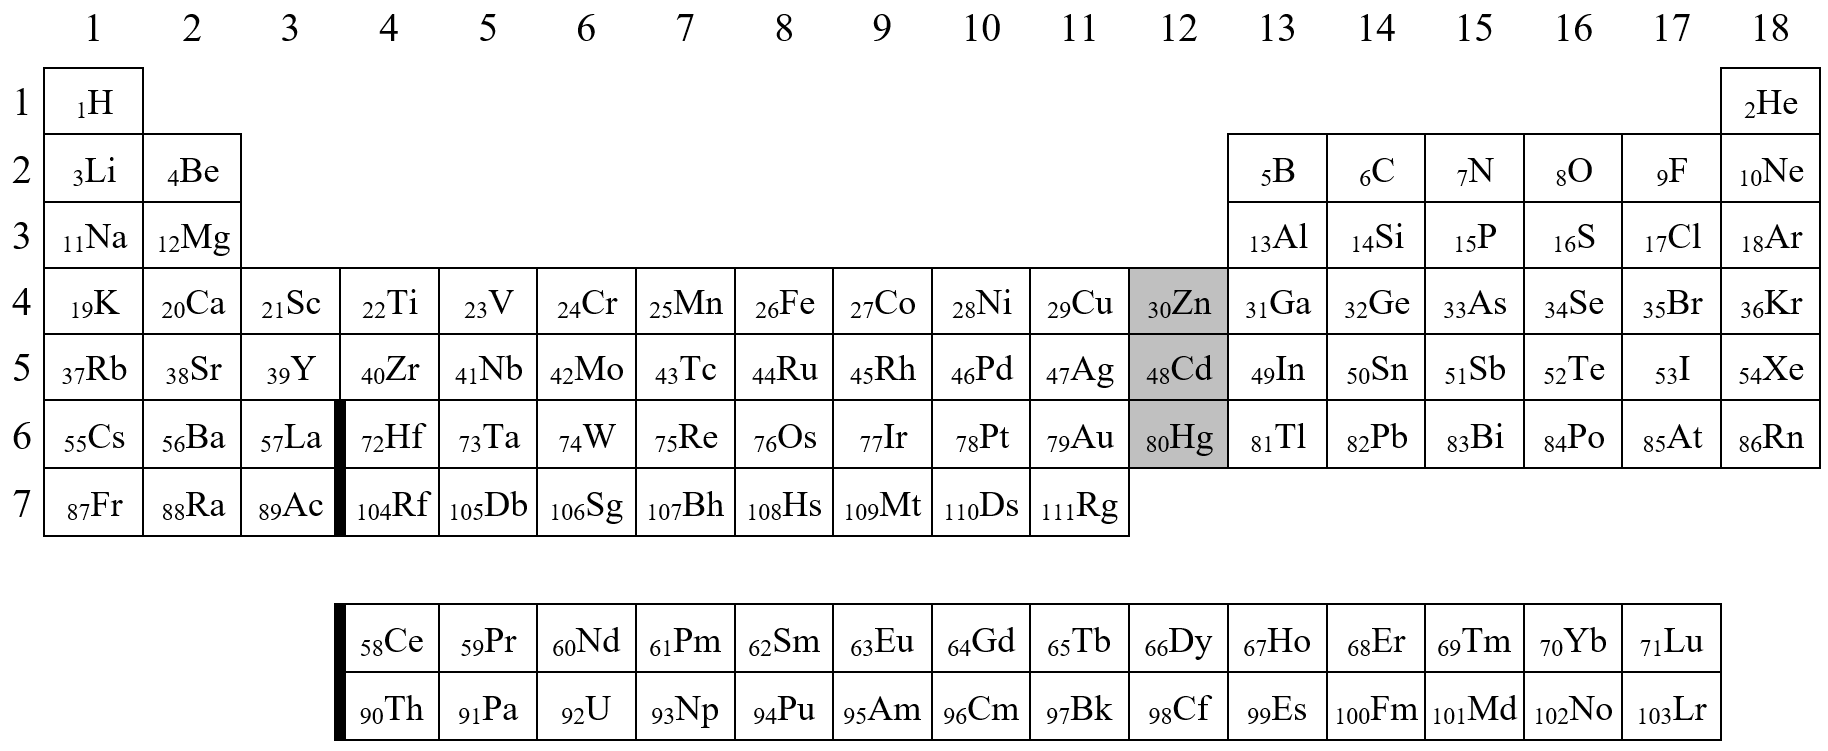 1 2 3 4 5 6 7 8 9 10 11 12 13 14 15 16 17 18
1 1H 2He
2 3Li 4Be 5B 6C 7N 8O 9F 10Ne
3 11Na 12Mg 13Al 14Si 15P 16S 17Cl 18Ar
4 19K 20Ca 21Sc 22Ti 23V 24Cr 25Mn 26Fe 27Co 28Ni 29Cu 30Zn 31Ga 32Ge 33As 34Se 35Br 36Kr
5 37Rb 38Sr 39Y 40Zr 41Nb 42Mo 43Tc 44Ru 45Rh 46Pd 47Ag 48Cd 49In 50Sn 51Sb 52Te 53I 54Xe
6 55Cs 56Ba 57La 72Hf 73Ta 74W 75Re 76Os 77Ir 78Pt 79Au 80Hg 81Tl 82Pb 83Bi 84Po 85At 86Rn
7 87Fr 88Ra 89Ac 104Rf 105Db 106Sg 107Bh 108Hs 109Mt 110Ds 111Rg
58Ce 59Pr 60Nd 61Pm 62Sm 63Eu 64Gd 65Tb 66Dy 67Ho 68Er 69Tm 70Yb 71Lu
90Th 91Pa 92U 93Np 94Pu 95Am 96Cm 97Bk 98Cf 99Es 100Fm 101Md 102No 103Lr